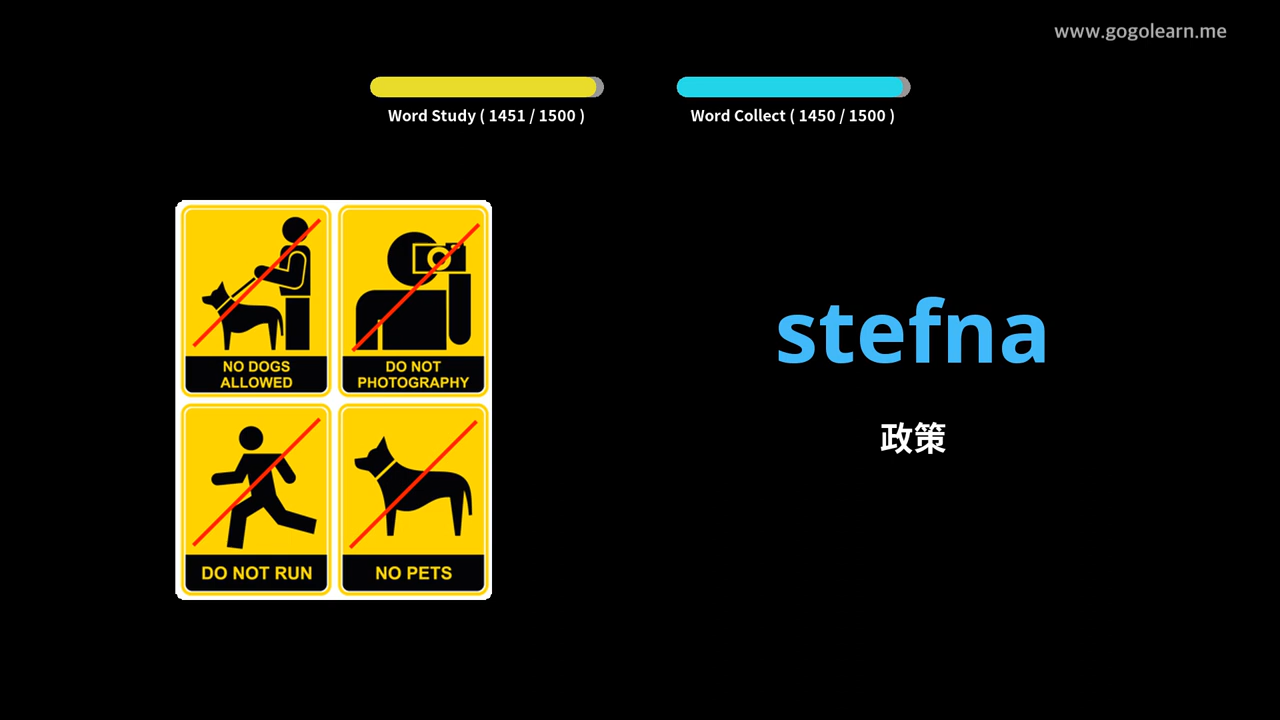 www.gogolearn.me
Word Study ( 1451 / 1500 )
Word Collect ( 1450 / 1500 )
NO DOGS
ALLOWED
DO NOT
PHOTOGRAPHY
DO NOT RUN
NO PETS
stefna
政策